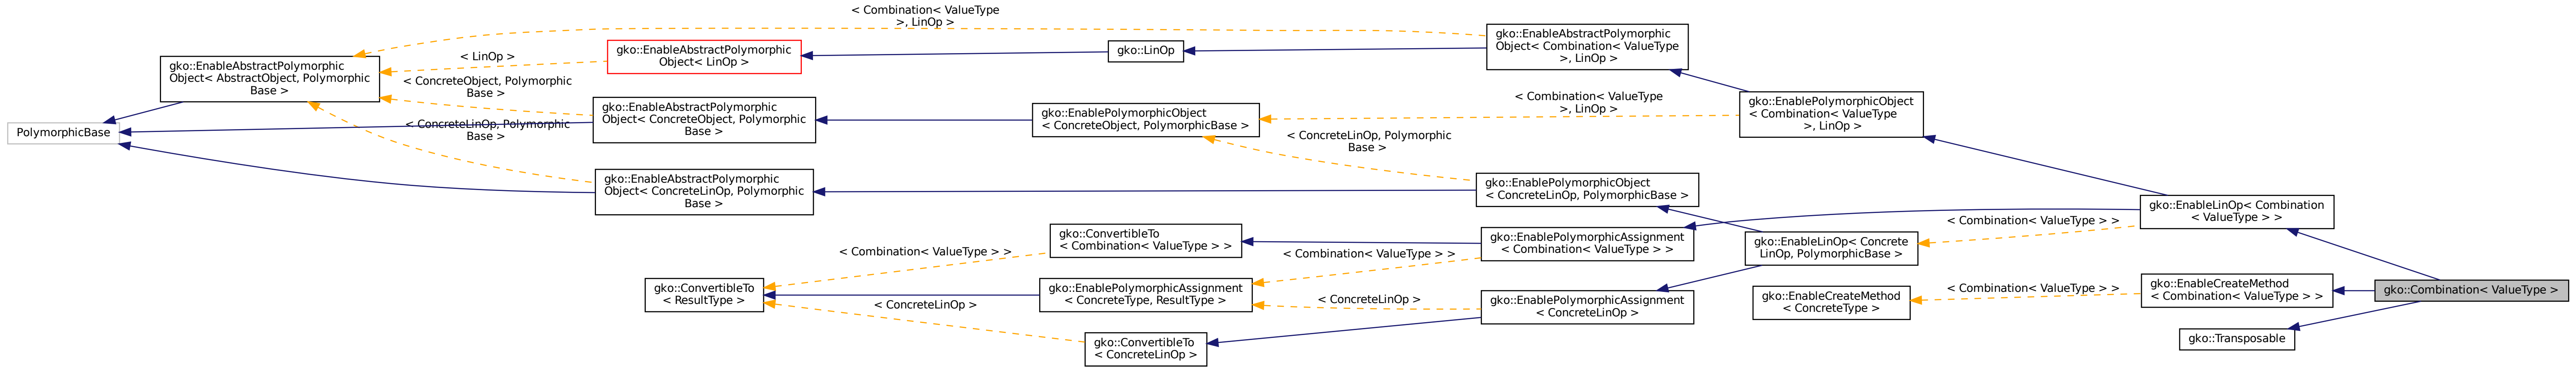 < Combination< ValueType
>, LinOp >
gko::EnableAbstractPolymorphic
Object< Combination< ValueType
>, LinOp >
gko::EnableAbstractPolymorphic
Object< LinOp >
gko::LinOp
< LinOp >
gko::EnableAbstractPolymorphic
Object< AbstractObject, Polymorphic
Base >
< ConcreteObject, Polymorphic
Base >
gko::EnableAbstractPolymorphic
Object< ConcreteObject, Polymorphic
Base >
gko::EnablePolymorphicObject
< ConcreteObject, PolymorphicBase >
< Combination< ValueType
>, LinOp >
gko::EnablePolymorphicObject
< Combination< ValueType
>, LinOp >
PolymorphicBase
< ConcreteLinOp, Polymorphic
Base >
< ConcreteLinOp, Polymorphic
Base >
gko::EnableAbstractPolymorphic
Object< ConcreteLinOp, Polymorphic
Base >
gko::EnablePolymorphicObject
< ConcreteLinOp, PolymorphicBase >
gko::EnableLinOp< Combination
< ValueType > >
< Combination< ValueType > >
gko::ConvertibleTo
< Combination< ValueType > >
gko::EnablePolymorphicAssignment
< Combination< ValueType > >
gko::EnableLinOp< Concrete
LinOp, PolymorphicBase >
< Combination< ValueType > >
< Combination< ValueType > >
gko::ConvertibleTo
< ResultType >
gko::EnablePolymorphicAssignment
< ConcreteType, ResultType >
< ConcreteLinOp >
< ConcreteLinOp >
gko::EnablePolymorphicAssignment
< ConcreteLinOp >
gko::EnableCreateMethod
< ConcreteType >
< Combination< ValueType > >
gko::EnableCreateMethod
< Combination< ValueType > >
gko::Combination< ValueType >
gko::ConvertibleTo
< ConcreteLinOp >
gko::Transposable